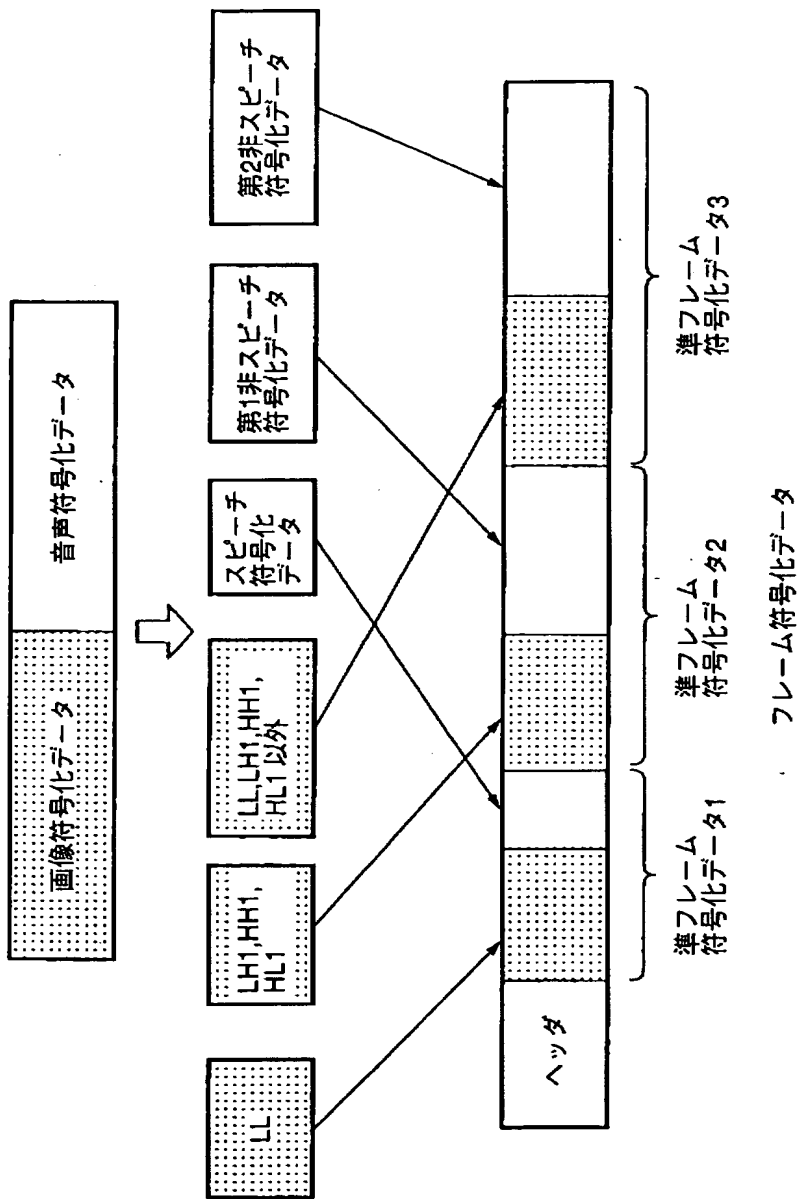 画像符号化データ
音声符号化データ
LL
LH1,HH1,
HL1
LL,LH1,HH1,
HL1 以外
スピーチ
符号化
データ
第1非スピーチ
符号化データ
第2非スピーチ
符号化データ
ヘッダ
準フレーム
符号化データ1
準フレーム
符号化データ2
準フレーム
符号化データ3
フレーム符号化データ